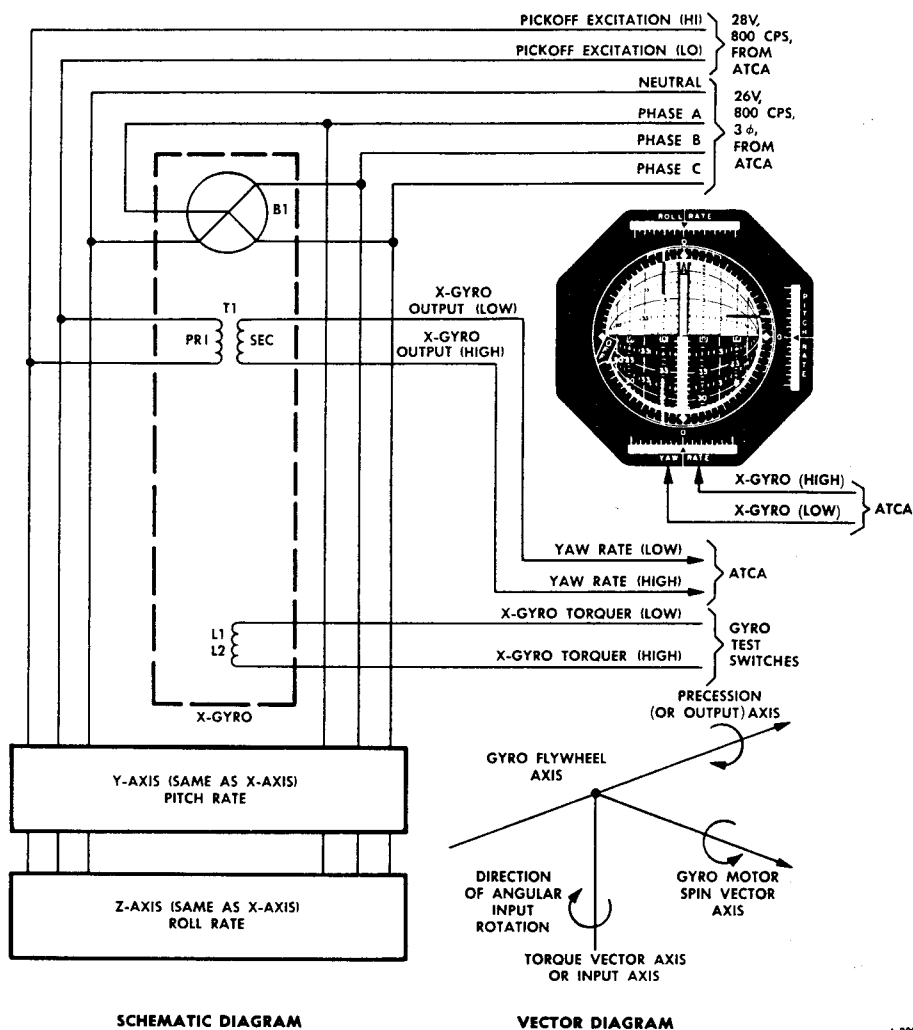 PICKOFF EXCITATION (HI)
PICKOFF EXCITATION (LO)
28V,
800 CPS,
FROM
ATCA
NEUTRAL
PHASE A
PHASE B
PHASE C
26V,
800 CPS,
3 φ,
FROM
ATCA
B1
ROLL RATE
PITCH RATE
YAW RATE
T1
PRI
SEC
X-GYRO
OUTPUT (LOW)
X-GYRO
OUTPUT (HIGH)
X-GYRO (HIGH)
X-GYRO (LOW)
ATCA
YAW RATE (LOW)
YAW RATE (HIGH)
ATCA
L1
L2
X-GYRO TORQUER (LOW)
X-GYRO TORQUER (HIGH)
GYRO
TEST
SWITCHES
X-GYRO
Y-AXIS (SAME AS X-AXIS)
PITCH RATE
Z-AXIS (SAME AS X-AXIS)
ROLL RATE
PRECESSION
(OR OUTPUT) AXIS
GYRO FLYWHEEL
AXIS
DIRECTION
OF ANGULAR
INPUT
ROTATION
GYRO MOTOR
SPIN VECTOR
AXIS
TORQUE VECTOR AXIS
OR INPUT AXIS
SCHEMATIC DIAGRAM
VECTOR DIAGRAM